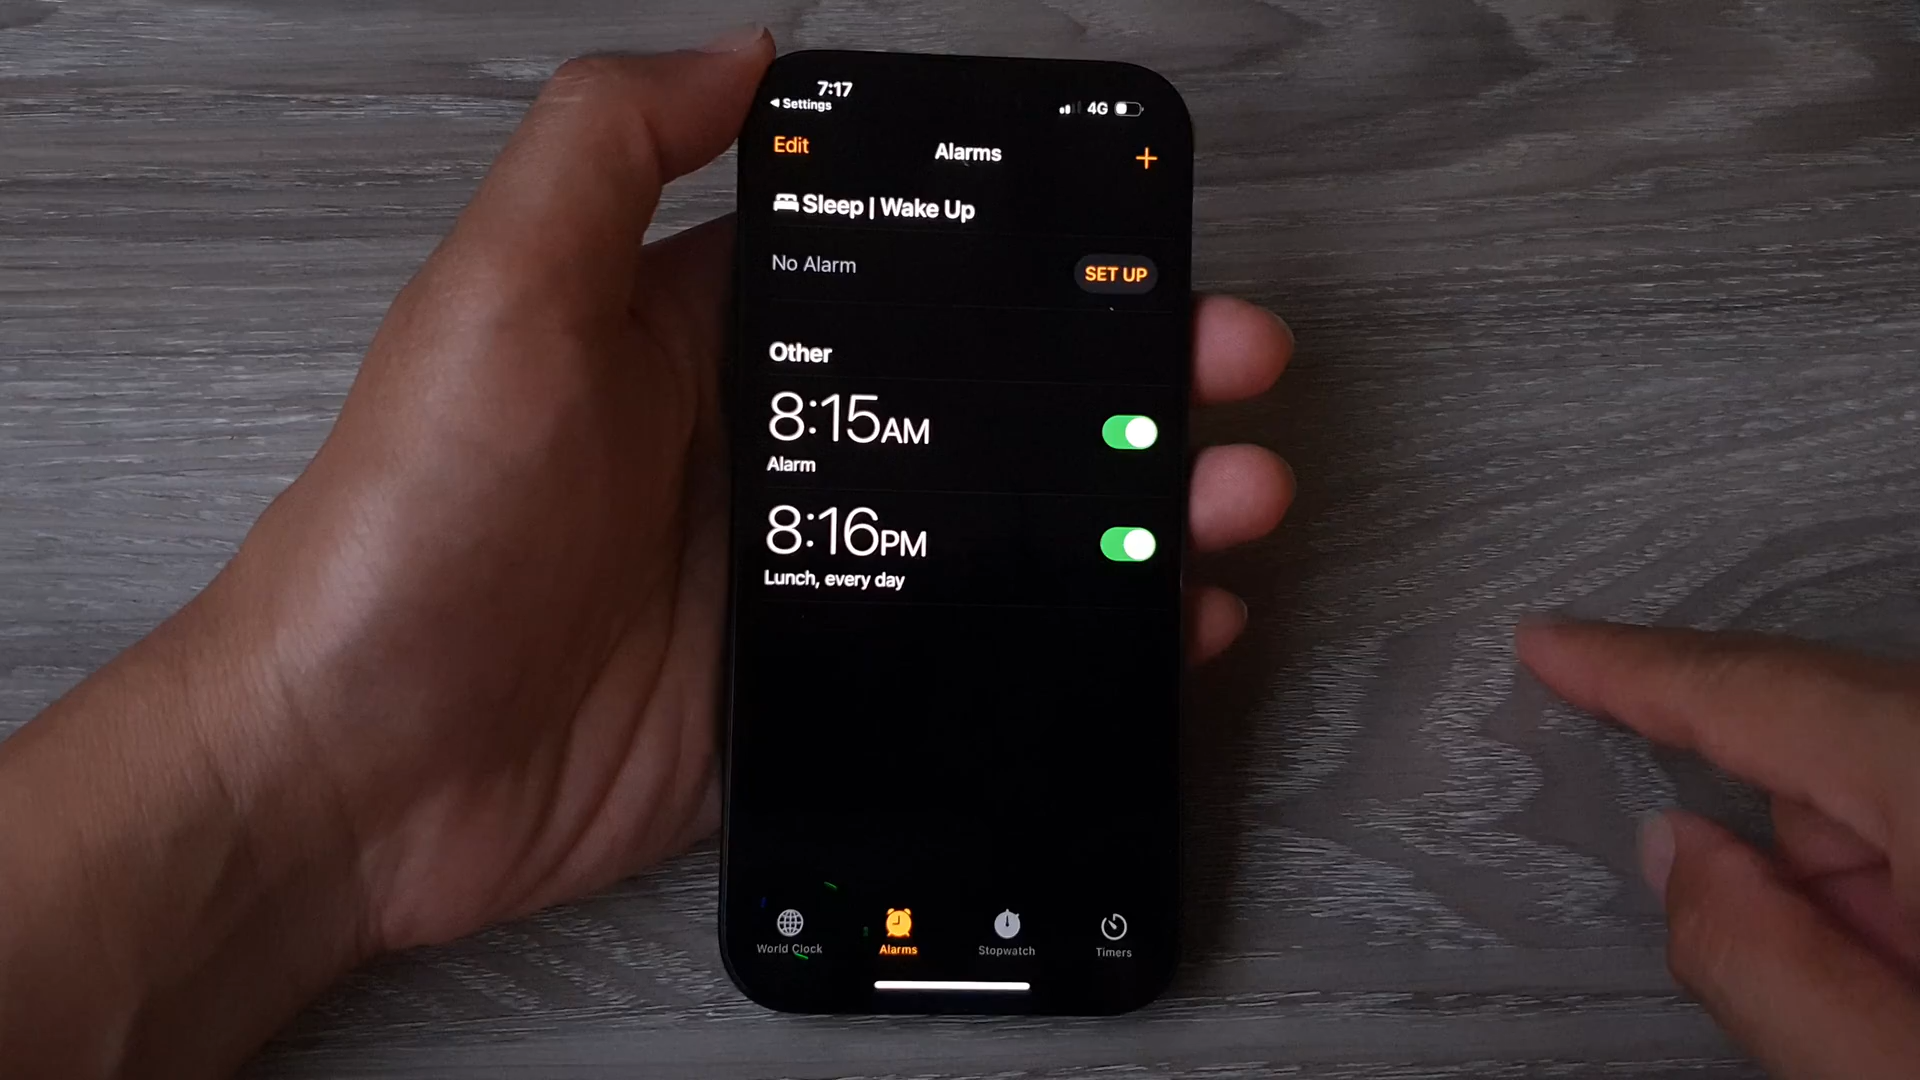 7:17
Settings
4G
Edit
Alarms
+
Sleep | Wake Up
No Alarm
SET UP
Other
8:15AM
Alarm
8:16PM
Lunch, every day
World Clock
Alarms
Stopwatch
Timers